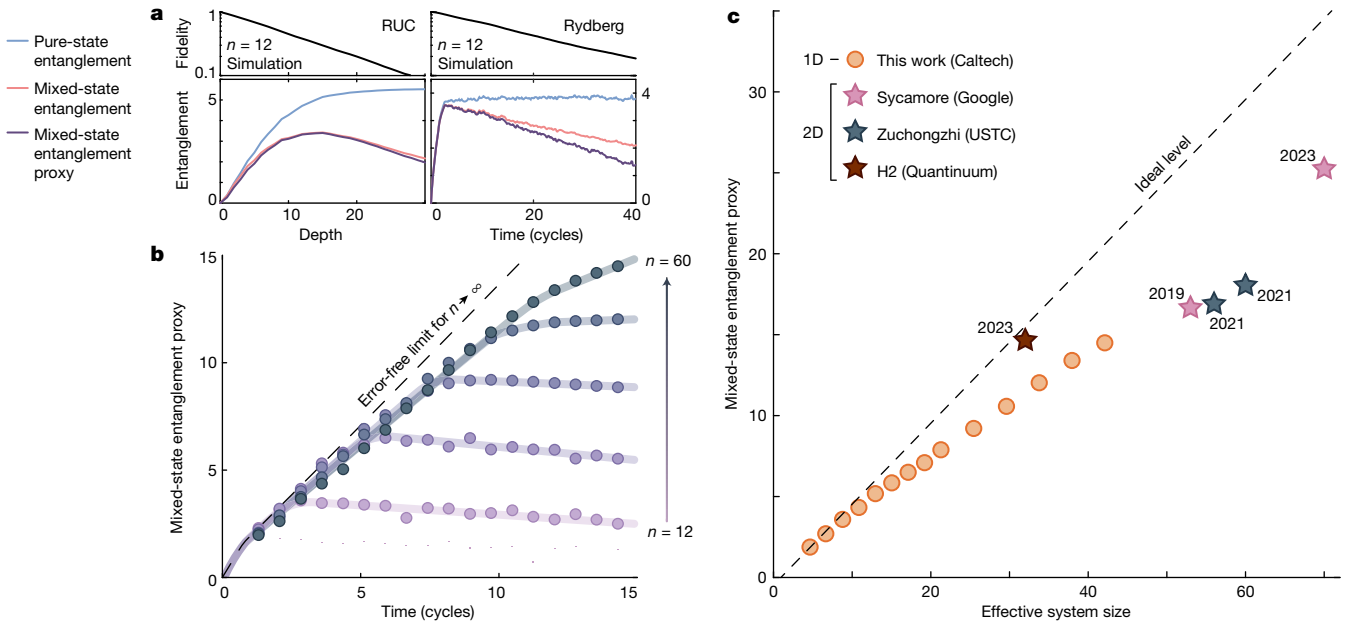 a
Pure-state
entanglement
Mixed-state
entanglement
Mixed-state
entanglement
proxy
Fidelity
1
0.1
RUC
n = 12
Simulation
Rydberg
n = 12
Simulation
Entanglement
5
0
4
0
0
10
20
Depth
0
20
40
Time (cycles)
b
Mixed-state entanglement proxy
15
10
5
0
Error-free limit for n → ∞
n = 60
n = 12
0
5
10
15
Time (cycles)
c
Mixed-state entanglement proxy
30
20
10
0
1D
This work (Caltech)
2D
Sycamore (Google)
Zuchongzhi (USTC)
H2 (Quantinuum)
Ideal level
2023
2023
2019
2021
2021
0
20
40
60
Effective system size